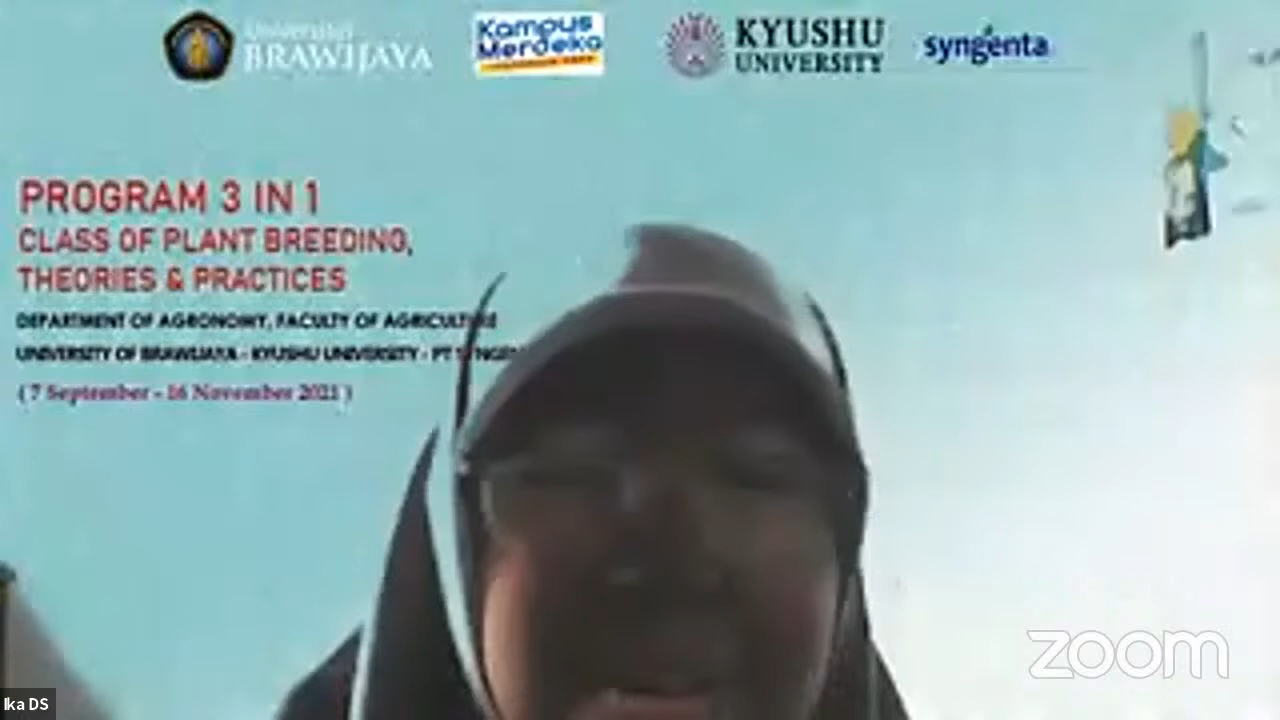 Universitas
BRAWIJAYA
Kampus
Merdeka
KYUSHU
UNIVERSITY
syngenta
PROGRAM 3 IN 1
CLASS OF PLANT BREEDING,
THEORIES & PRACTICES
DEPARTMENT OF AGRONOMY, FACULTY OF AGRICULTURE
UNIVERSITY OF BRAWIJAYA - KYUSHU UNIVERSITY - PT
( 7 September - 16 November 2021 )
zoom
Ika DS